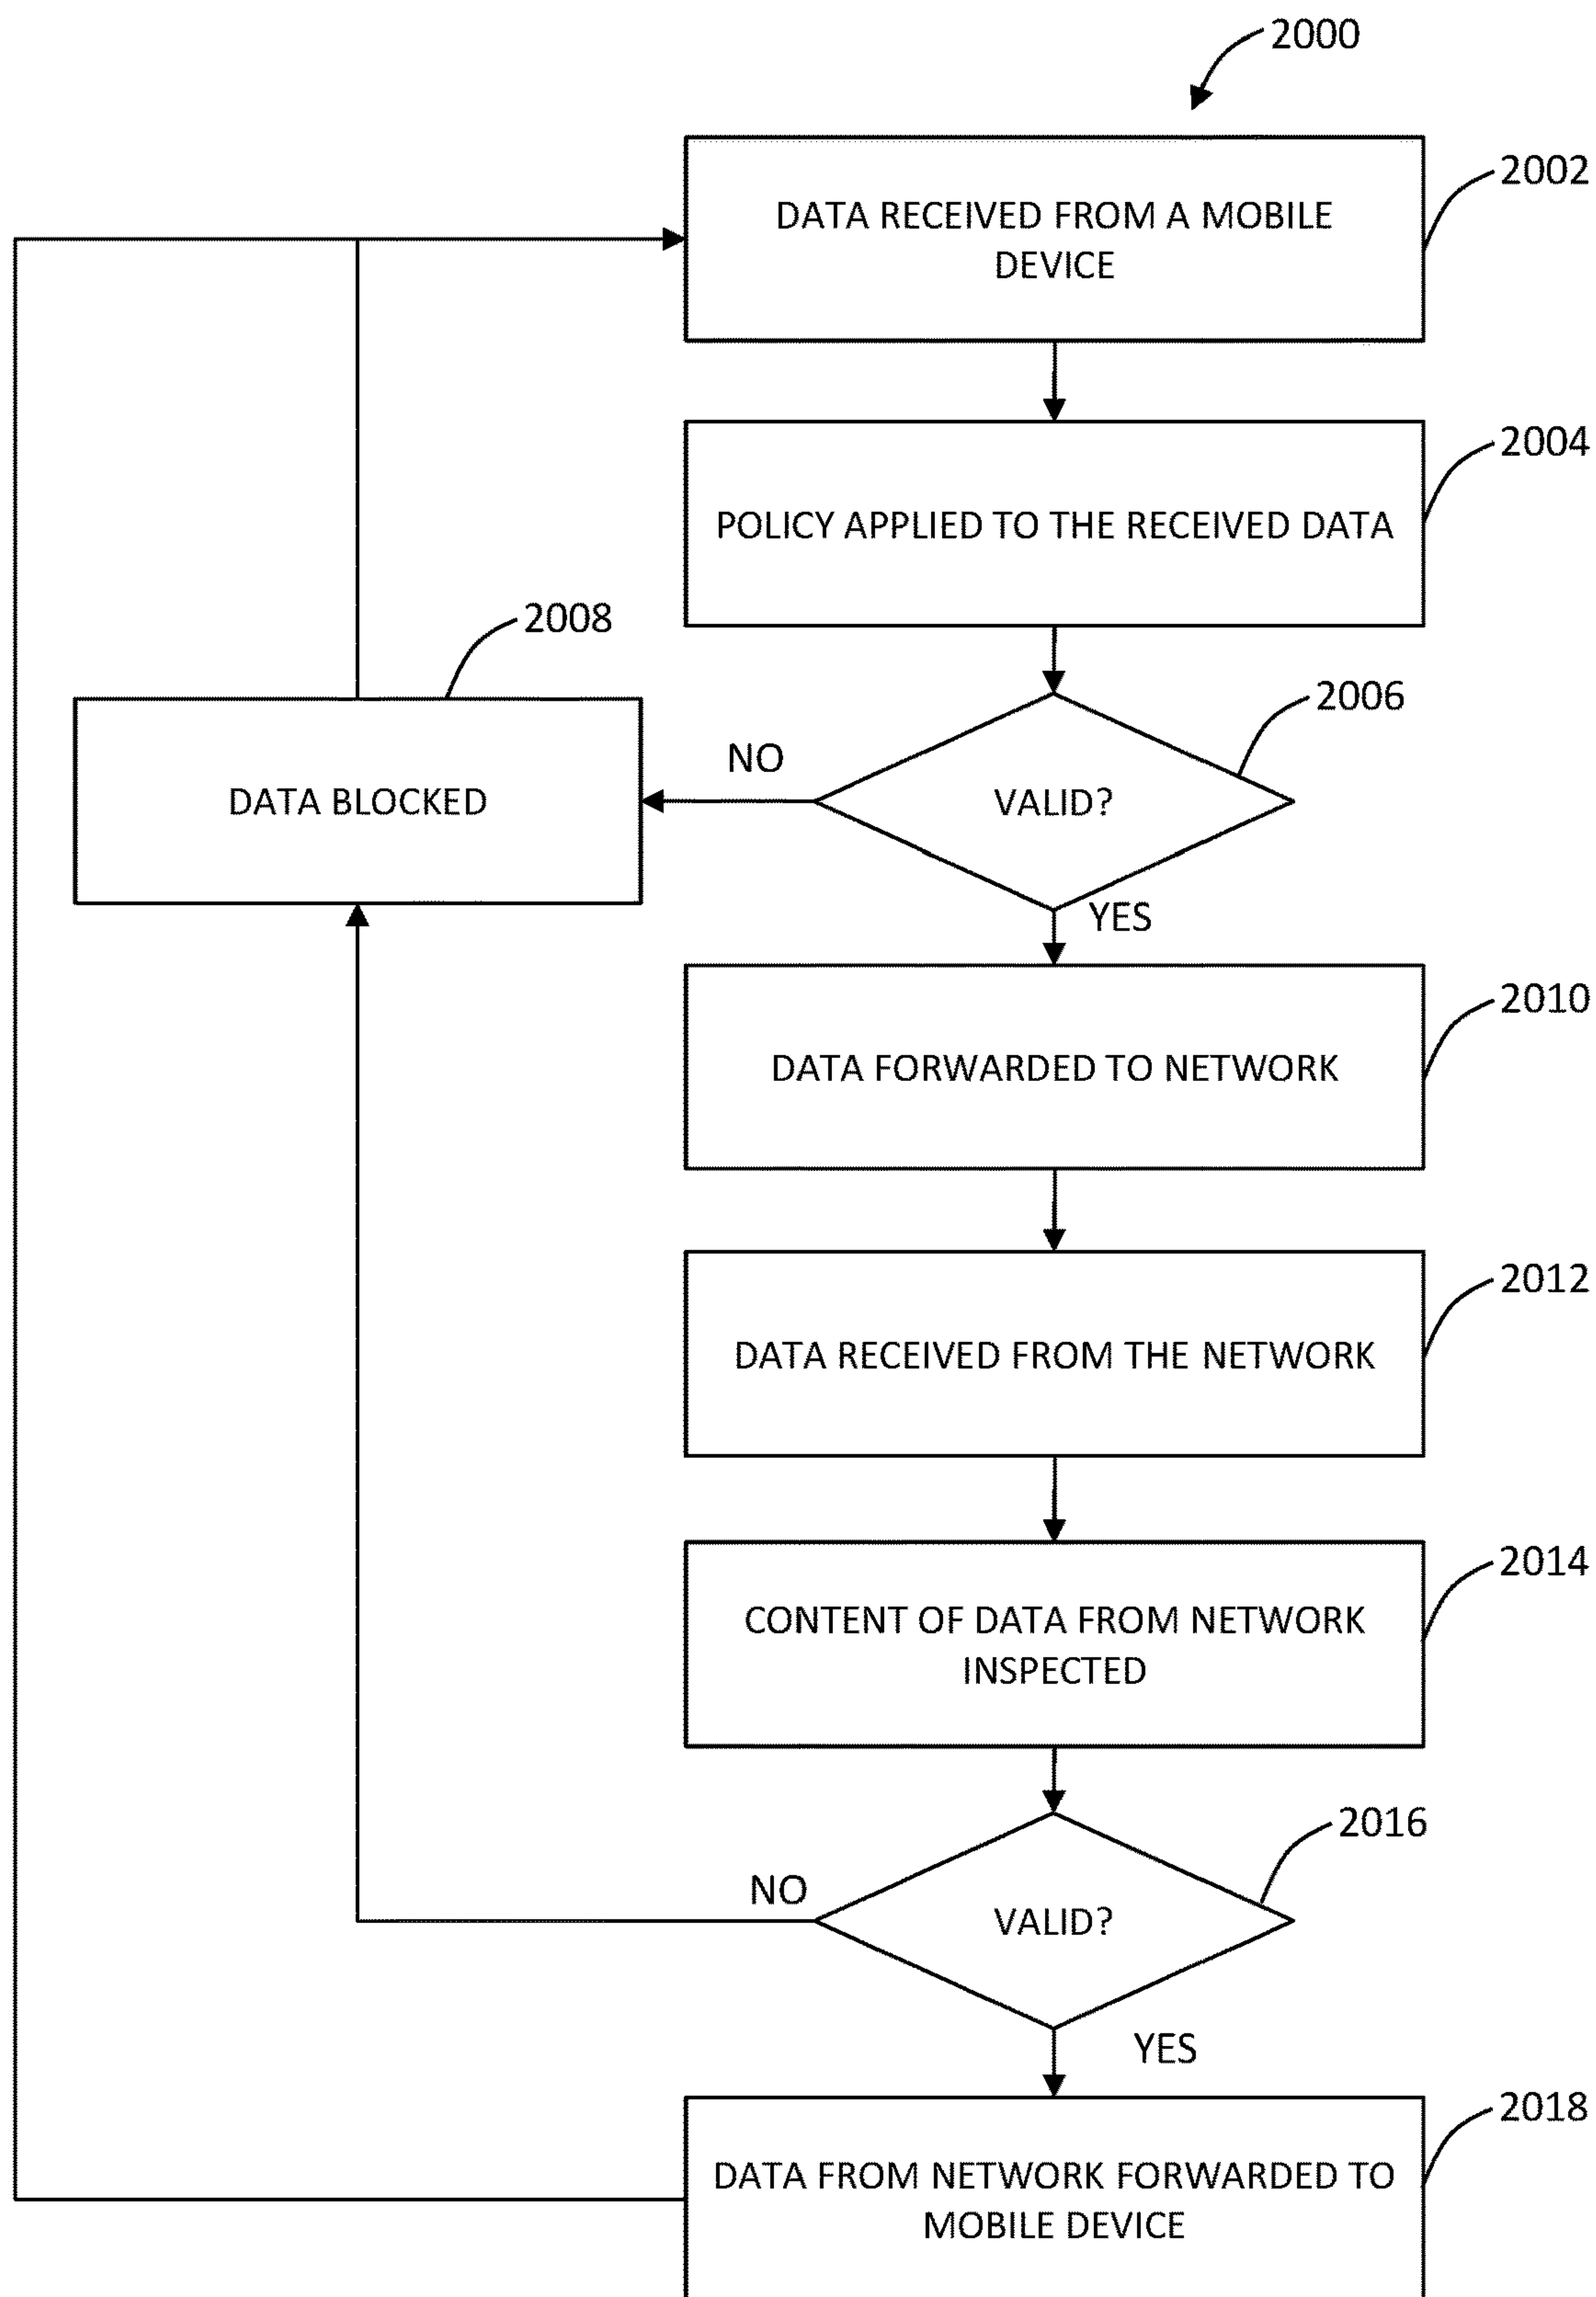 2000
2002
DATA RECEIVED FROM A MOBILE
DEVICE
2004
POLICY APPLIED TO THE RECEIVED DATA
2008
2006
NO
DATA BLOCKED
VALID?
YES
2010
DATA FORWARDED TO NETWORK
2012
DATA RECEIVED FROM THE NETWORK
2014
CONTENT OF DATA FROM NETWORK
INSPECTED
2016
NO
VALID?
YES
2018
DATA FROM NETWORK FORWARDED TO
MOBILE DEVICE